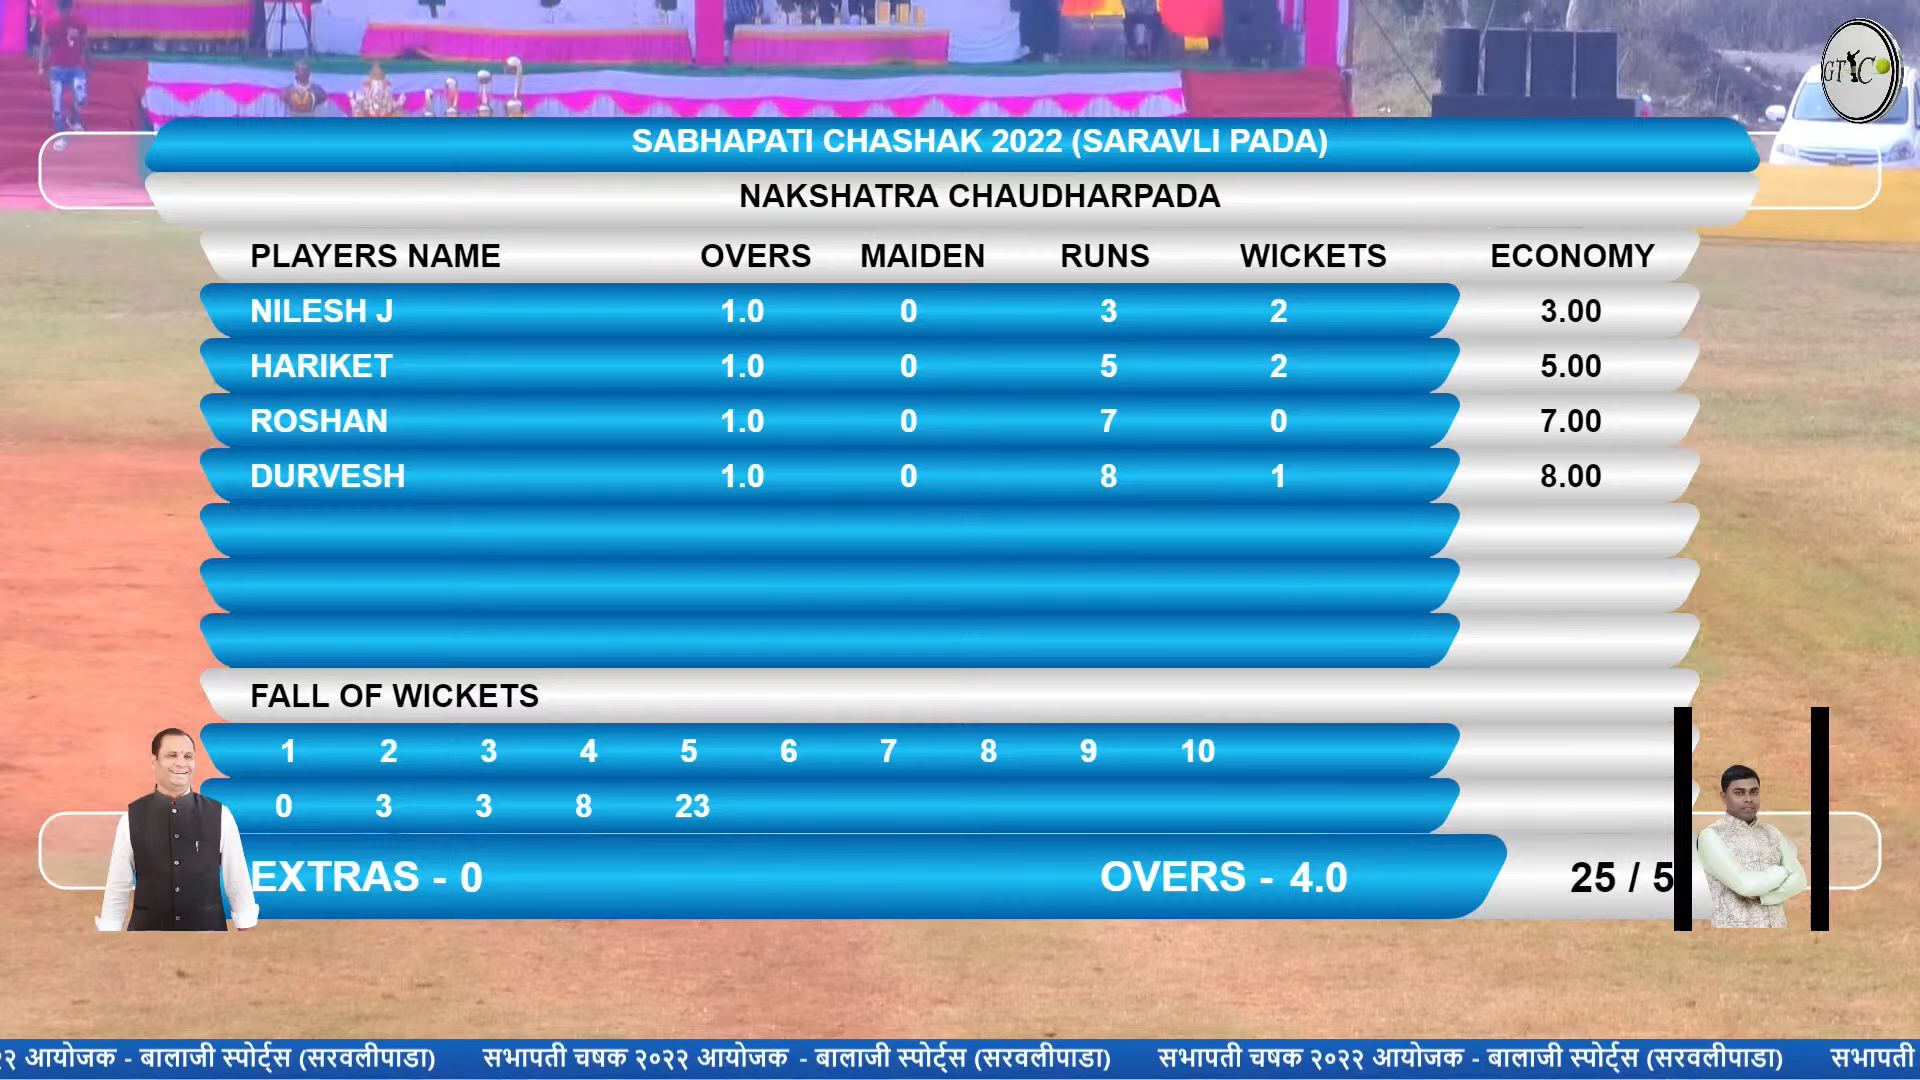 GTC
SABHAPATI CHASHAK 2022 (SARAVLI PADA)
NAKSHATRA CHAUDHARPADA
PLAYERS NAME OVERS MAIDEN RUNS WICKETS ECONOMY
NILESH J 1.0 0 3 2 3.00
HARIKET 1.0 0 5 2 5.00
ROSHAN 1.0 0 7 0 7.00
DURVESH 1.0 0 8 1 8.00
FALL OF WICKETS
1 2 3 4 5 6 7 8 9 10
0 3 3 8 23
EXTRAS - 0 OVERS - 4.0 25 / 5
२२ आयोजक - बालाजी स्पोर्ट्स (सरवलीपाडा) सभापती चषक २०२२ आयोजक - बालाजी स्पोर्ट्स (सरवलीपाडा) सभापती चषक २०२२ आयोजक - बालाजी स्पोर्ट्स (सरवलीपाडा) सभापती